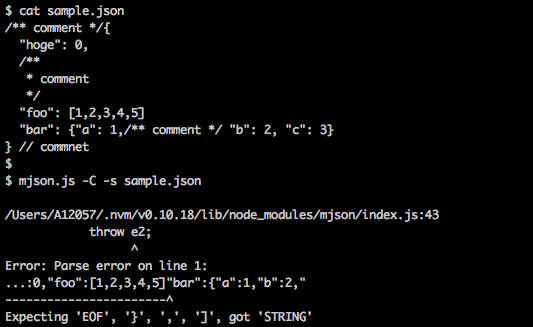 $ cat sample.json
/** comment */{
  "hoge": 0,
  /**
   * comment
   */
  "foo": [1,2,3,4,5]
  "bar": {"a": 1,/** comment */ "b": 2, "c": 3}
} // commnet
$
$ mjson.js -C -s sample.json
/Users/A12057/.nvm/v0.10.18/lib/node_modules/mjson/index.js:43
            throw e2;
                  ^
Error: Parse error on line 1:
...:0,"foo":[1,2,3,4,5]"bar":{"a":1,"b":2,"
-----------------------^
Expecting 'EOF', '}', ',', ']', got 'STRING'